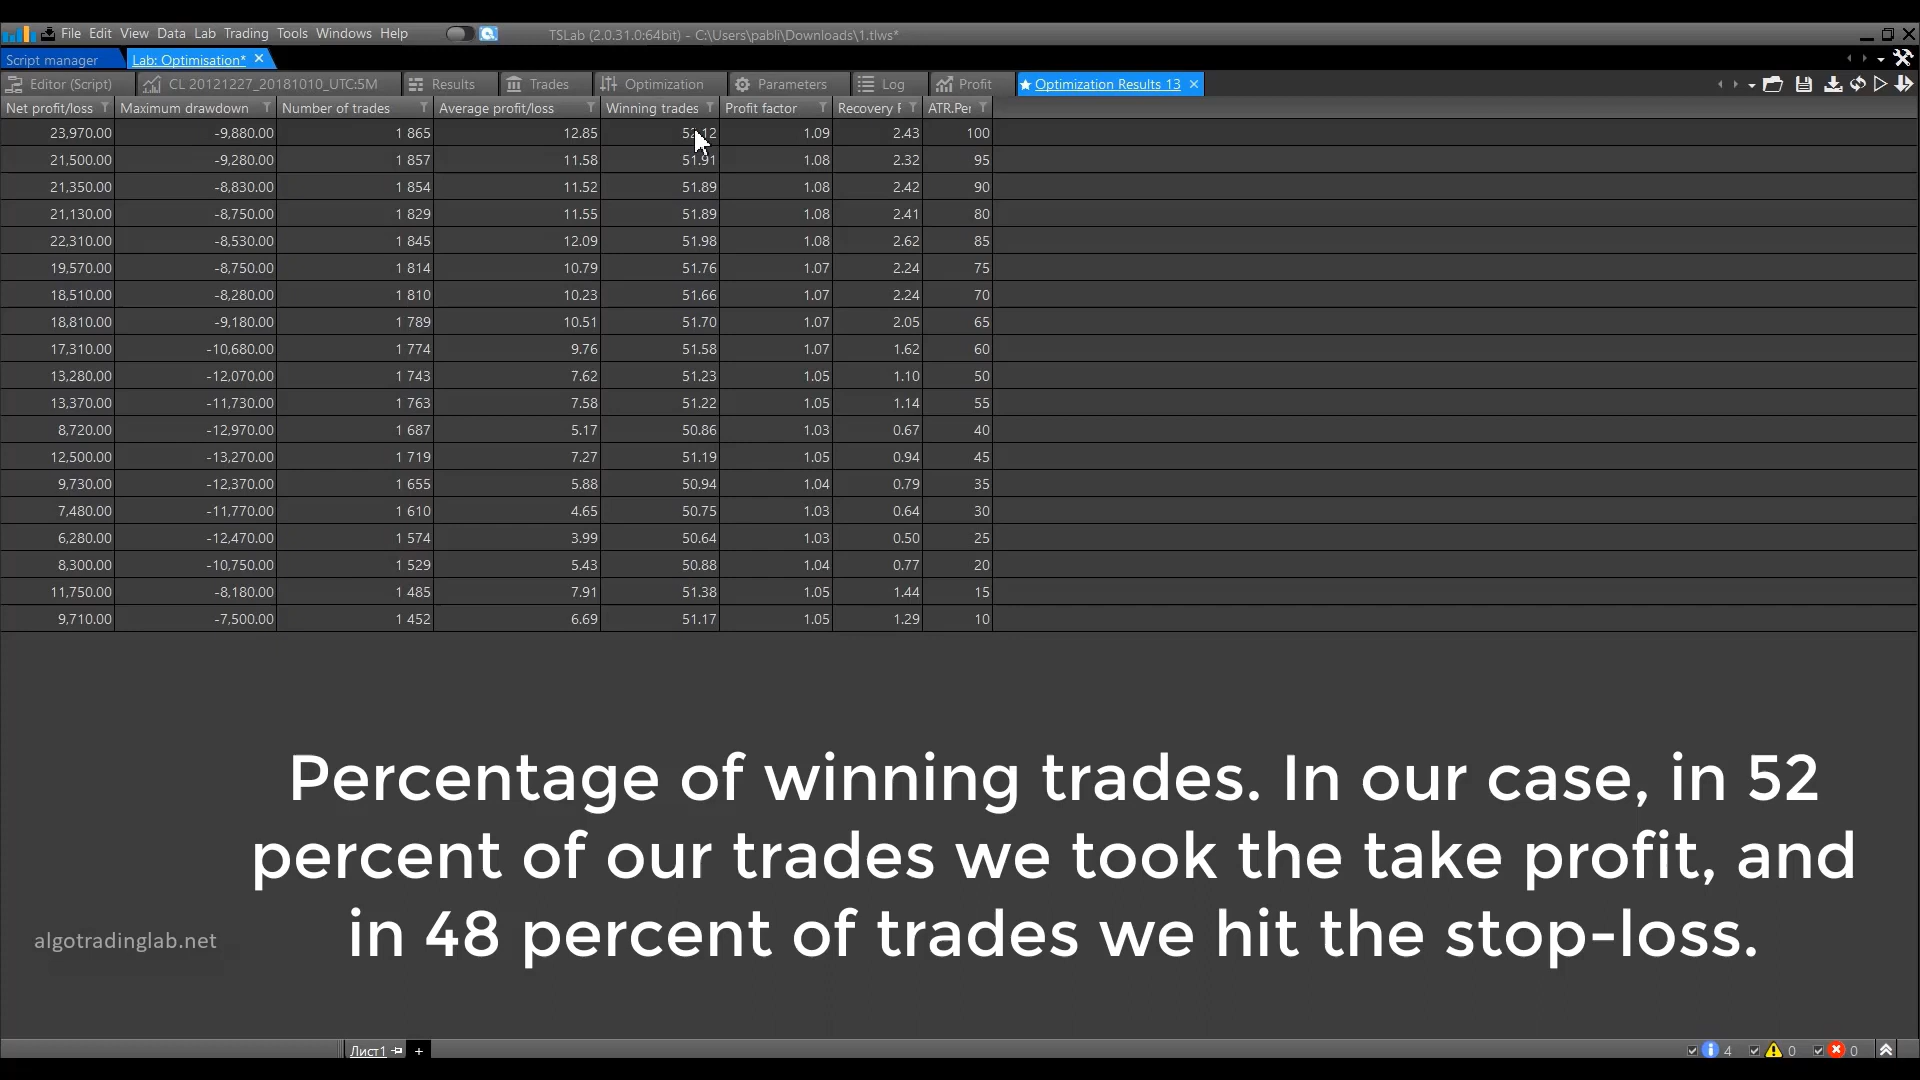 File Edit View Data Lab Trading Tools Windows Help TSLab (2.0.31.0:64bit) - C:\Users\pabli\Downloads\1.tlws*
Script manager Lab: Optimisation*
Editor (Script) CL 20121227_20181010_UTC:5M Results Trades Optimization Parameters Log Profit Optimization Results 13
Net profit/loss Maximum drawdown Number of trades Average profit/loss Winning trades Profit factor Recovery F ATR.Per
23,970.00 -9,880.00 1 865 12.85 52.12 1.09 2.43 100
21,500.00 -9,280.00 1 857 11.58 51.91 1.08 2.32 95
21,350.00 -8,830.00 1 854 11.52 51.89 1.08 2.42 90
21,130.00 -8,750.00 1 829 11.55 51.89 1.08 2.41 80
22,310.00 -8,530.00 1 845 12.09 51.98 1.08 2.62 85
19,570.00 -8,750.00 1 814 10.79 51.76 1.07 2.24 75
18,510.00 -8,280.00 1 810 10.23 51.66 1.07 2.24 70
18,810.00 -9,180.00 1 789 10.51 51.70 1.07 2.05 65
17,310.00 -10,680.00 1 774 9.76 51.58 1.07 1.62 60
13,280.00 -12,070.00 1 743 7.62 51.23 1.05 1.10 50
13,370.00 -11,730.00 1 763 7.58 51.22 1.05 1.14 55
8,720.00 -12,970.00 1 687 5.17 50.86 1.03 0.67 40
12,500.00 -13,270.00 1 719 7.27 51.19 1.05 0.94 45
9,730.00 -12,370.00 1 655 5.88 50.94 1.04 0.79 35
7,480.00 -11,770.00 1 610 4.65 50.75 1.03 0.64 30
6,280.00 -12,470.00 1 574 3.99 50.64 1.03 0.50 25
8,300.00 -10,750.00 1 529 5.43 50.88 1.04 0.77 20
11,750.00 -8,180.00 1 485 7.91 51.38 1.05 1.44 15
9,710.00 -7,500.00 1 452 6.69 51.17 1.05 1.29 10
Percentage of winning trades. In our case, in 52
percent of our trades we took the take profit, and
in 48 percent of trades we hit the stop-loss.
algotradinglab.net
Лист1 + 4 0 0